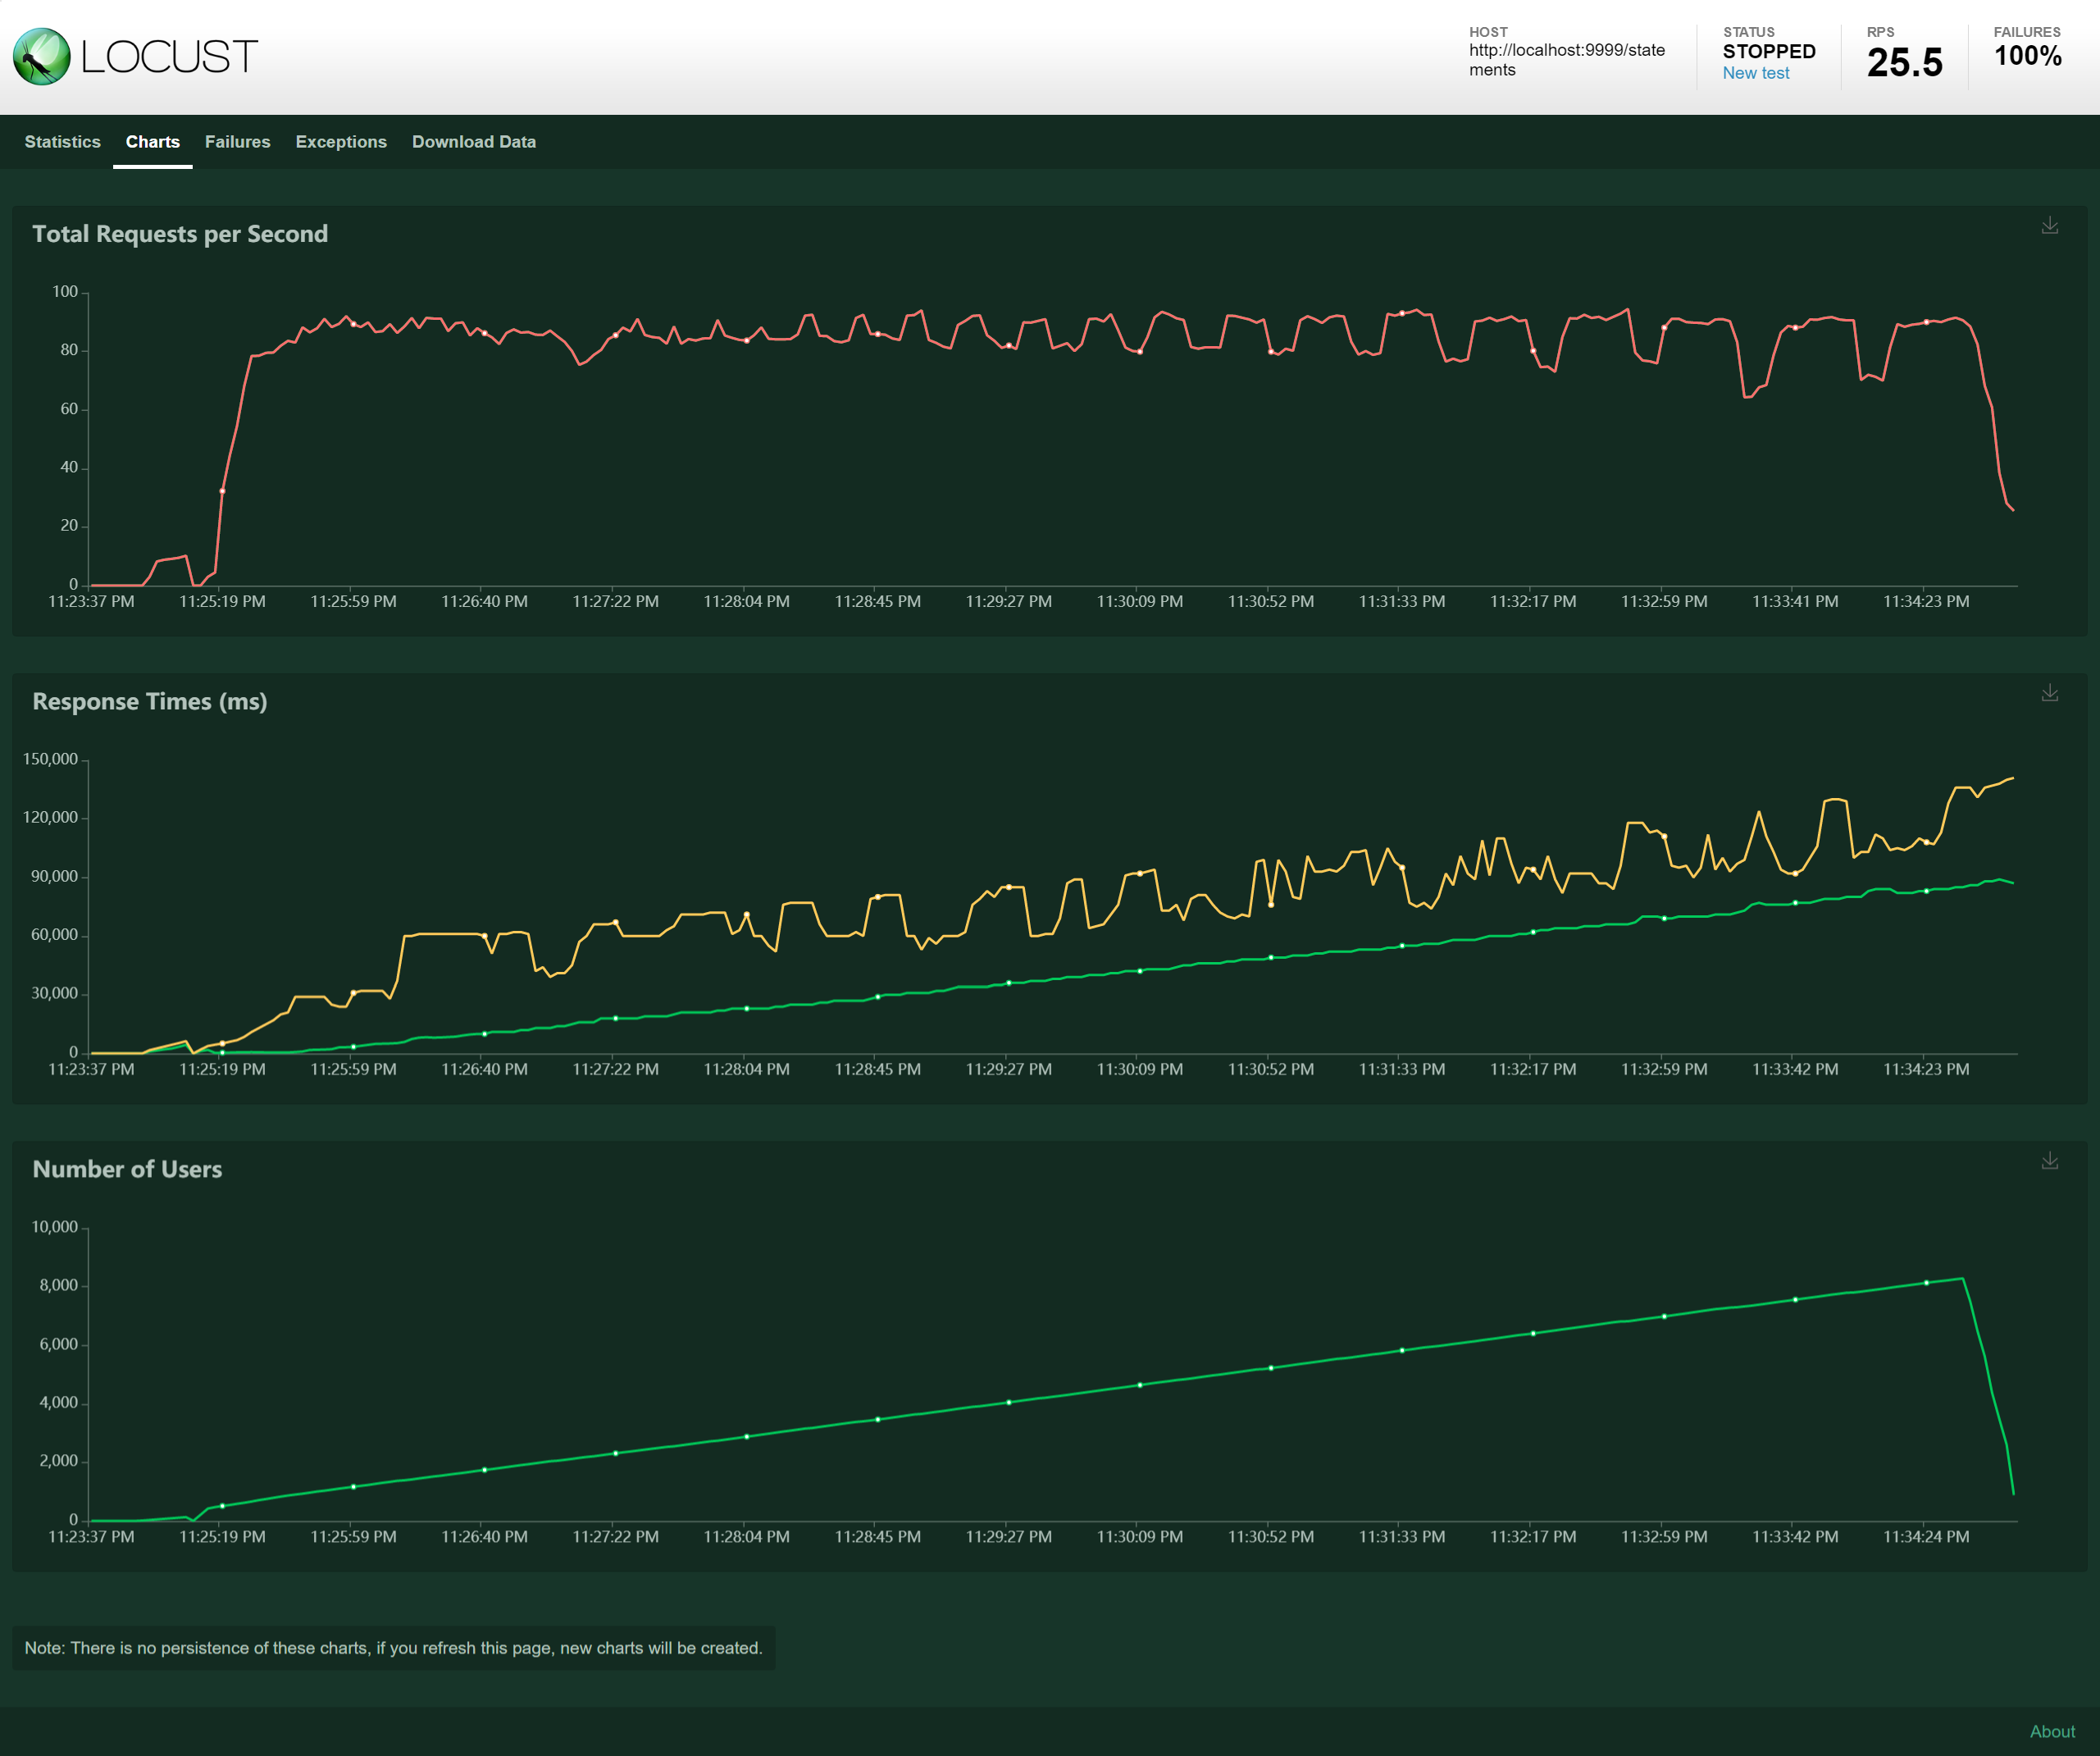 LOCUST
HOST
http://localhost:9999/state
ments
STATUS
STOPPED
New test
RPS
25.5
FAILURES
100%
Statistics Charts Failures Exceptions Download Data
Total Requests per Second
100
80
60
40
20
0
11:23:37 PM 11:25:19 PM 11:25:59 PM 11:26:40 PM 11:27:22 PM 11:28:04 PM 11:28:45 PM 11:29:27 PM 11:30:09 PM 11:30:52 PM 11:31:33 PM 11:32:17 PM 11:32:59 PM 11:33:41 PM 11:34:23 PM
Response Times (ms)
150,000
120,000
90,000
60,000
30,000
0
11:23:37 PM 11:25:19 PM 11:25:59 PM 11:26:40 PM 11:27:22 PM 11:28:04 PM 11:28:45 PM 11:29:27 PM 11:30:09 PM 11:30:52 PM 11:31:33 PM 11:32:17 PM 11:32:59 PM 11:33:42 PM 11:34:23 PM
Number of Users
10,000
8,000
6,000
4,000
2,000
0
11:23:37 PM 11:25:19 PM 11:25:59 PM 11:26:40 PM 11:27:22 PM 11:28:04 PM 11:28:45 PM 11:29:27 PM 11:30:09 PM 11:30:52 PM 11:31:33 PM 11:32:17 PM 11:32:59 PM 11:33:42 PM 11:34:24 PM
Note: There is no persistence of these charts, if you refresh this page, new charts will be created.
About